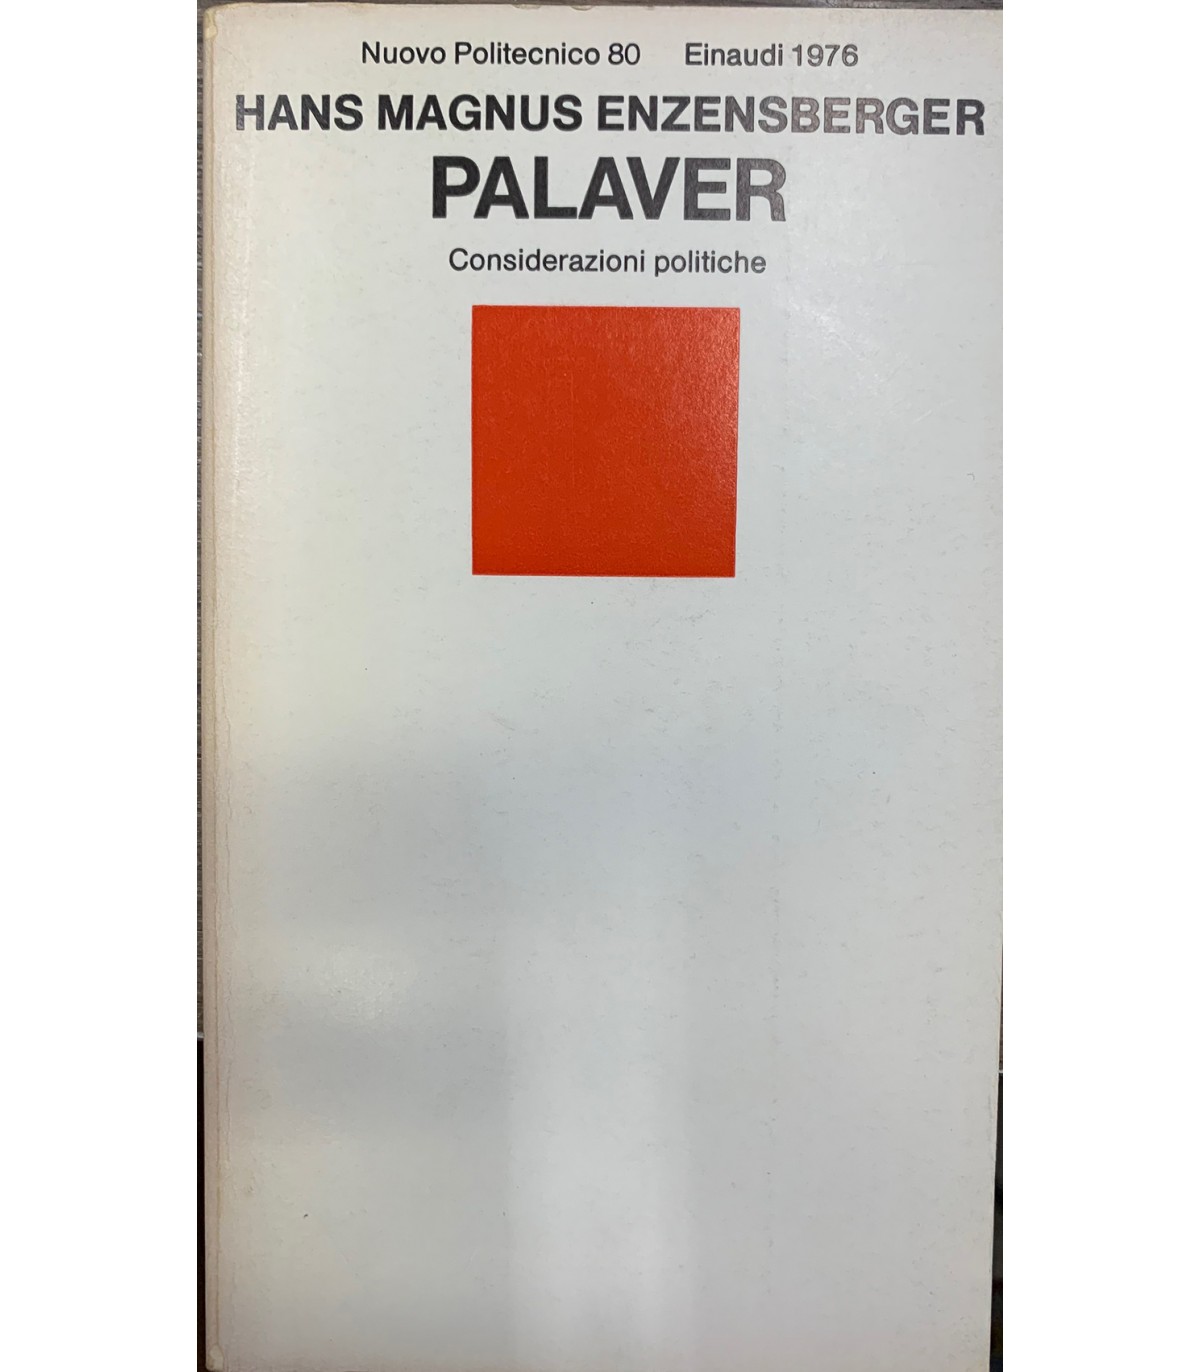 Nuovo Politecnico 80 Einaudi 1976
HANS MAGNUS ENZENSBERGER
PALAVER
Considerazioni politiche